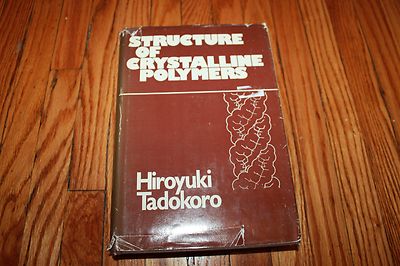 STRUCTURE
OF
CRYSTALLINE
POLYMERS
Hiroyuki
Tadokoro